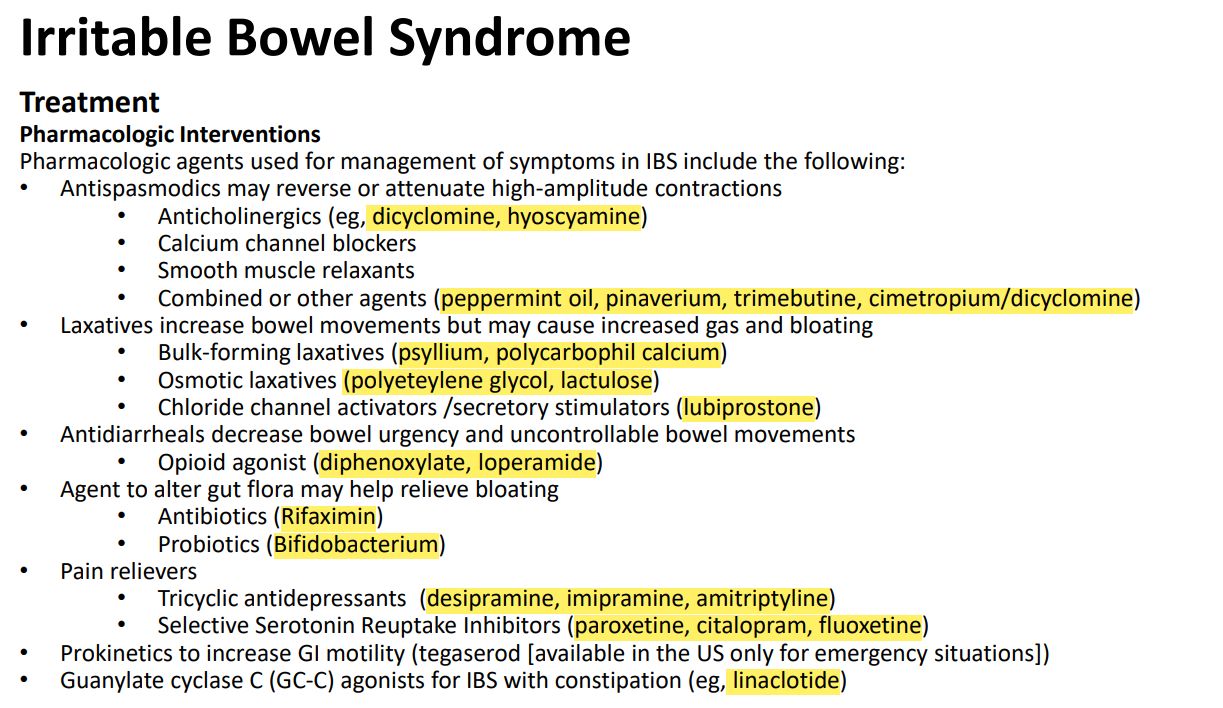 Irritable Bowel Syndrome
Treatment
Pharmacologic Interventions
Pharmacologic agents used for management of symptoms in IBS include the following:
• Antispasmodics may reverse or attenuate high-amplitude contractions
• Anticholinergics (eg, dicyclomine, hyoscyamine)
• Calcium channel blockers
• Smooth muscle relaxants
• Combined or other agents (peppermint oil, pinaverium, trimebutine, cimetropium/dicyclomine)
• Laxatives increase bowel movements but may cause increased gas and bloating
• Bulk-forming laxatives (psyllium, polycarbophil calcium)
• Osmotic laxatives (polyeteylene glycol, lactulose)
• Chloride channel activators /secretory stimulators (lubiprostone)
• Antidiarrheals decrease bowel urgency and uncontrollable bowel movements
• Opioid agonist (diphenoxylate, loperamide)
• Agent to alter gut flora may help relieve bloating
• Antibiotics (Rifaximin)
• Probiotics (Bifidobacterium)
• Pain relievers
• Tricyclic antidepressants (desipramine, imipramine, amitriptyline)
• Selective Serotonin Reuptake Inhibitors (paroxetine, citalopram, fluoxetine)
• Prokinetics to increase GI motility (tegaserod [available in the US only for emergency situations])
• Guanylate cyclase C (GC-C) agonists for IBS with constipation (eg, linaclotide)